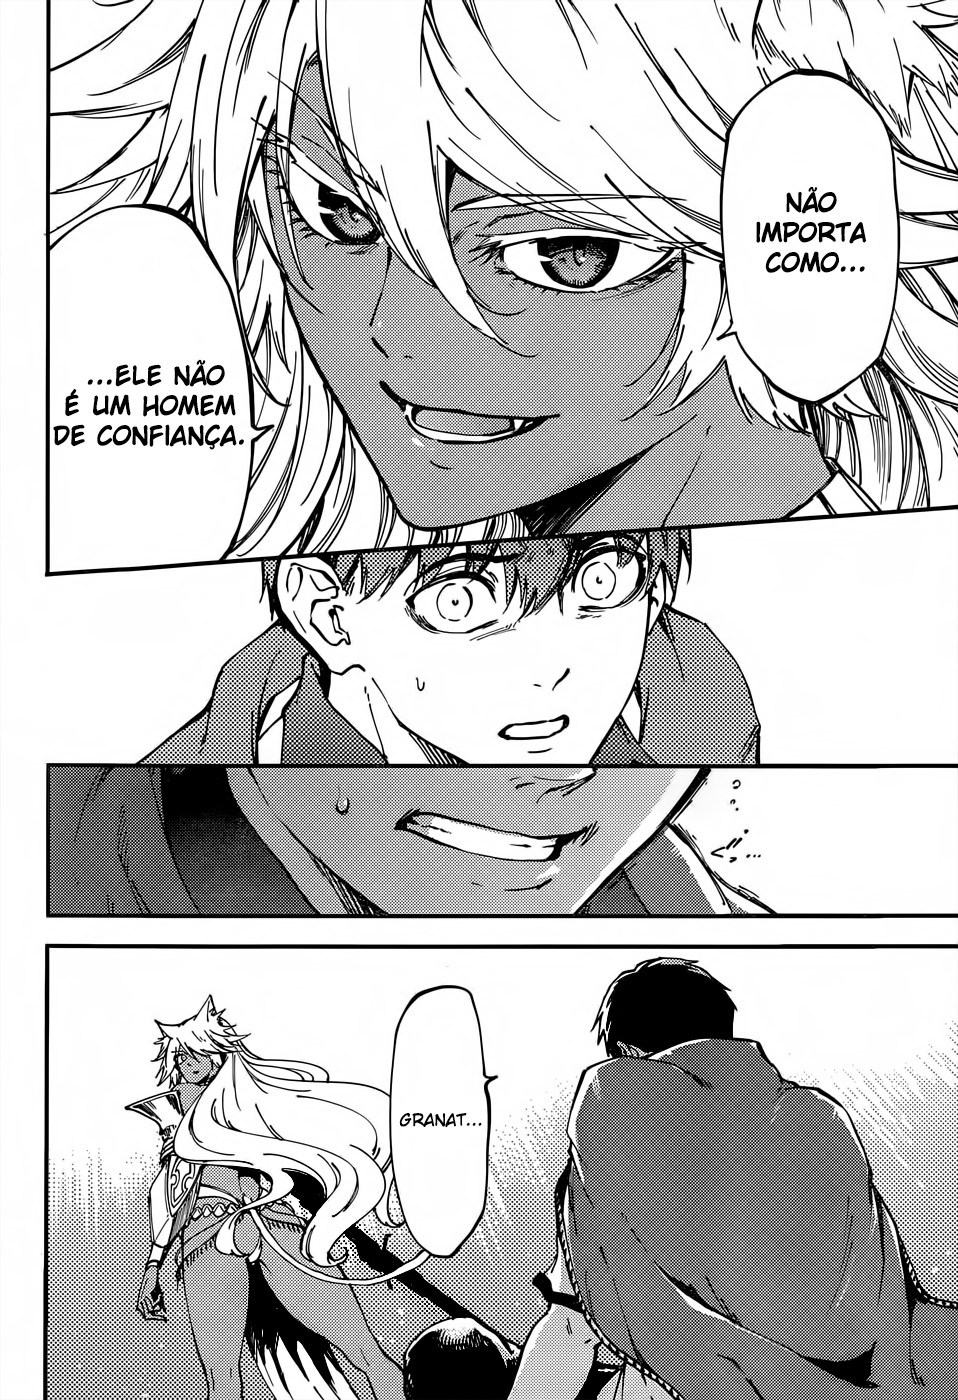 NÃO
IMPORTA
COMO...
...ELE NÃO
É UM HOMEM
DE CONFIANÇA.
GRANAT...